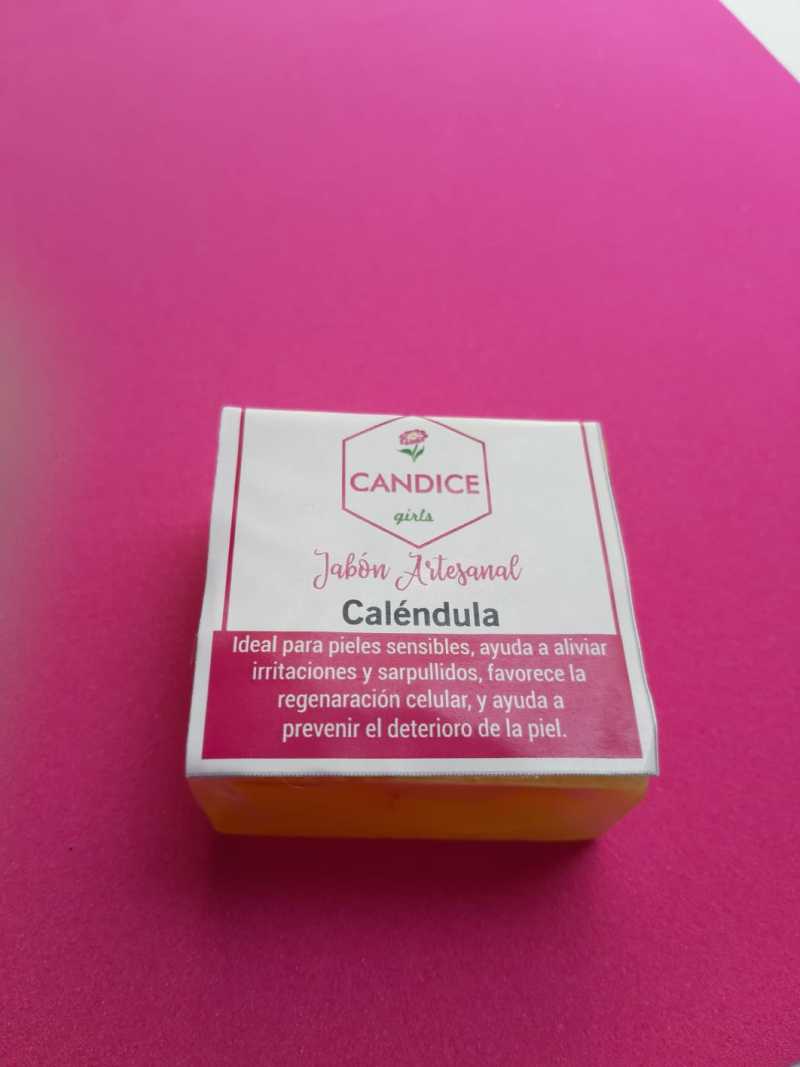 CANDICE
girls
Jabón Artesanal
Caléndula
Ideal para pieles sensibles, ayuda a aliviar
irritaciones y sarpullidos, favorece la
regenaración celular, y ayuda a
prevenir el deterioro de la piel.